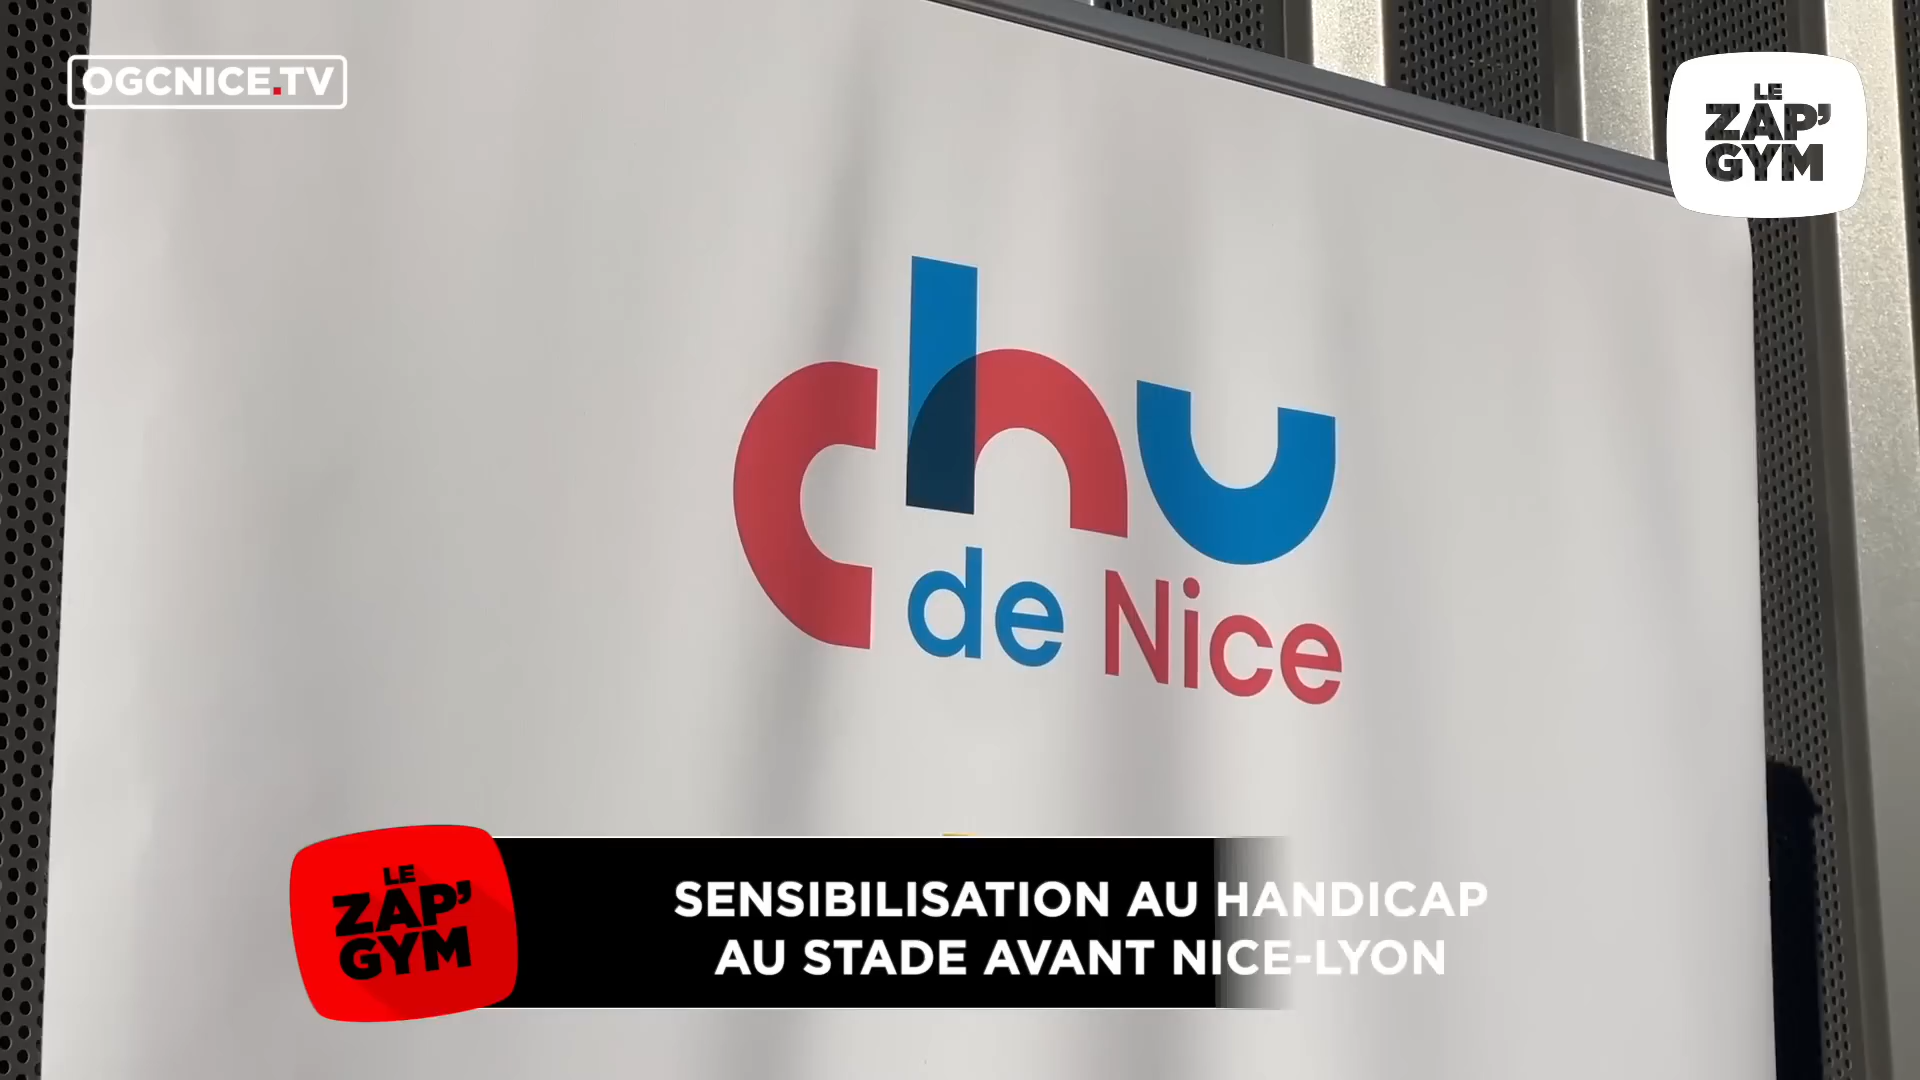 OGCNICE.TV
LE
ZAP'
GYM
chu
de Nice
LE
ZAP'
GYM
SENSIBILISATION AU HANDICAP
AU STADE AVANT NICE-LYON